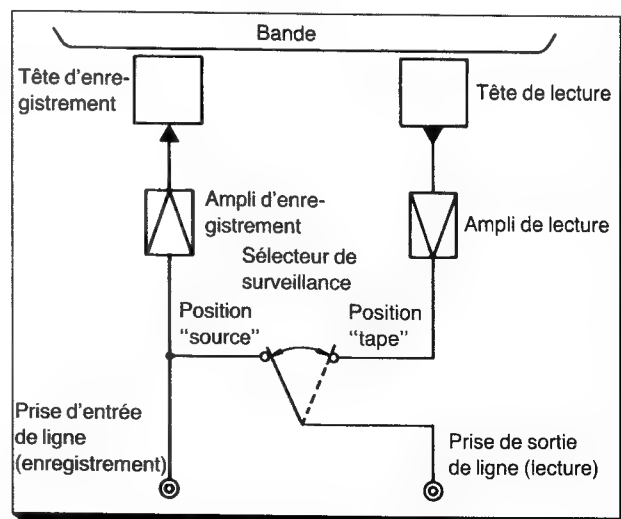 Bande
Tête d'enre-
gistrement
Tête de lecture
Ampli d'enre-
gistrement
Ampli de lecture
Sélecteur de
surveillance
Position
"source"
Position
"tape"
Prise d'entrée
de ligne
(enregistrement)
Prise de sortie
de ligne (lecture)